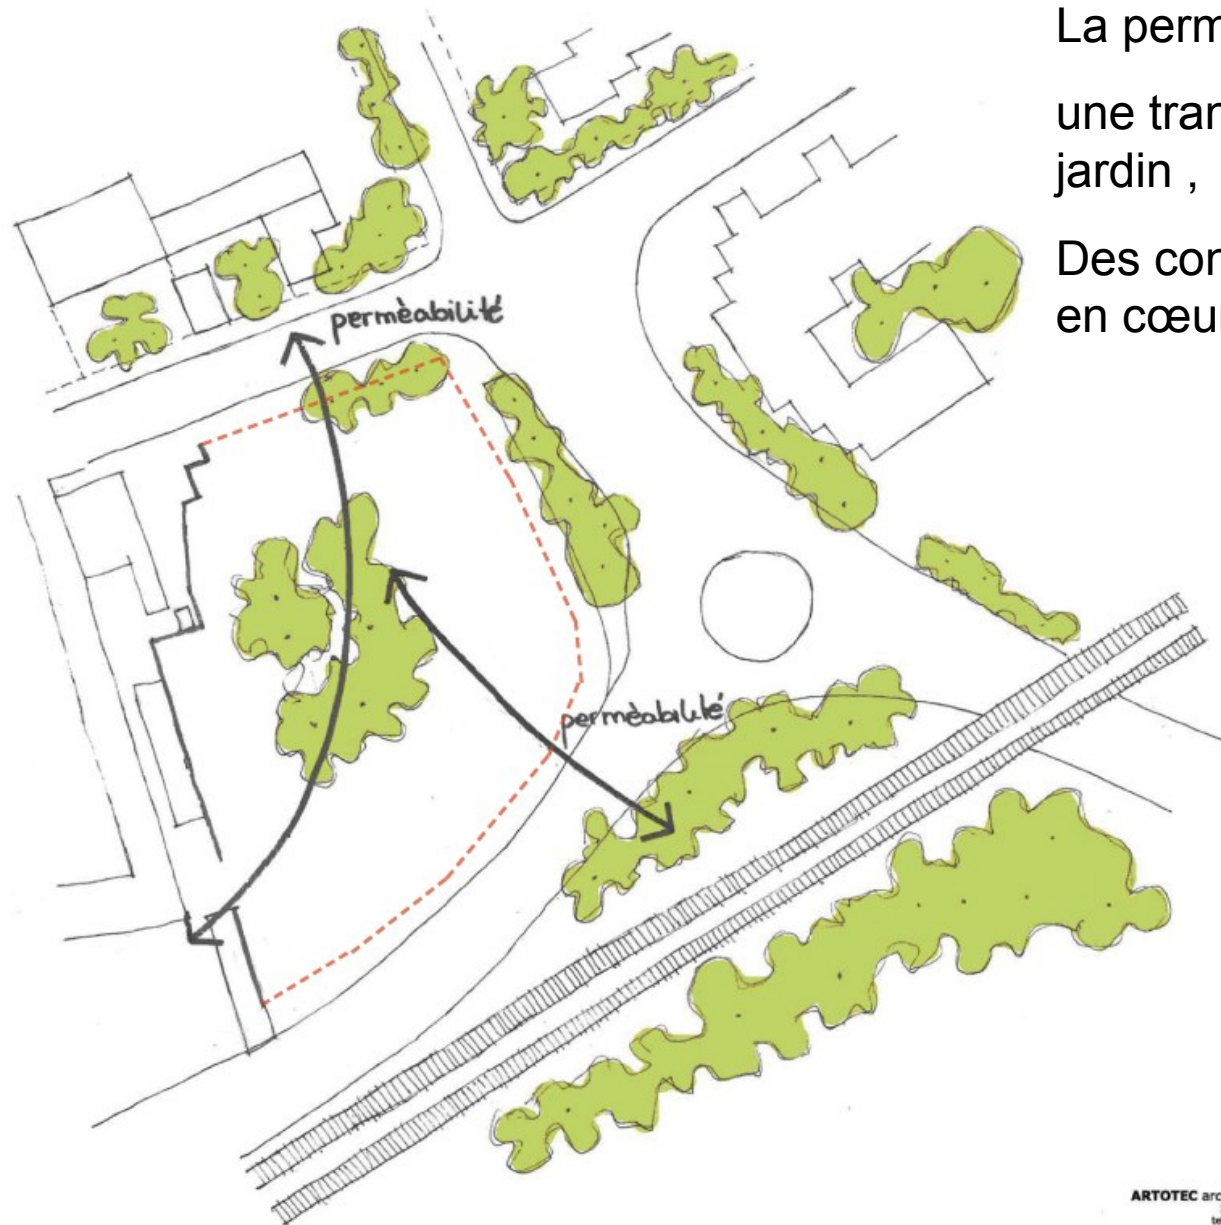 La perm
une tran
jardin ,
Des con
en cœur
permèabilité
permèabilité
ARTOTEC arc